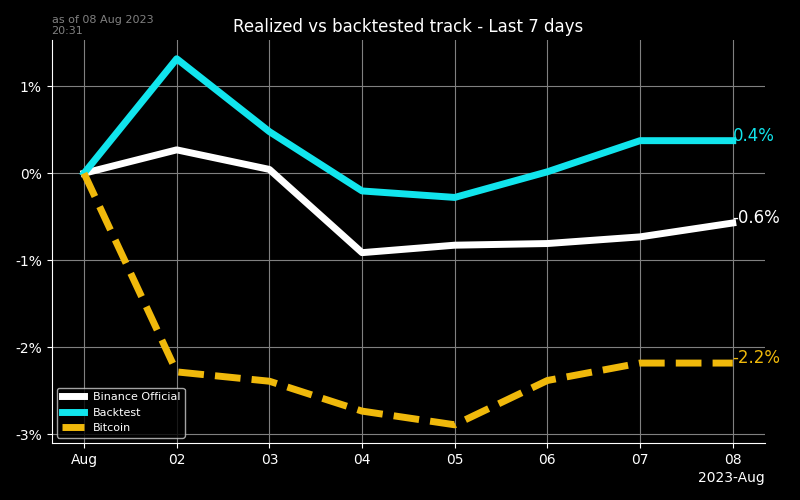 as of 08 Aug 2023
20:31
Realized vs backtested track - Last 7 days
1%
0%
-1%
-2%
-3%
0.4%
-0.6%
-2.2%
Binance Official
Backtest
Bitcoin
Aug 02 03 04 05 06 07 08
2023-Aug